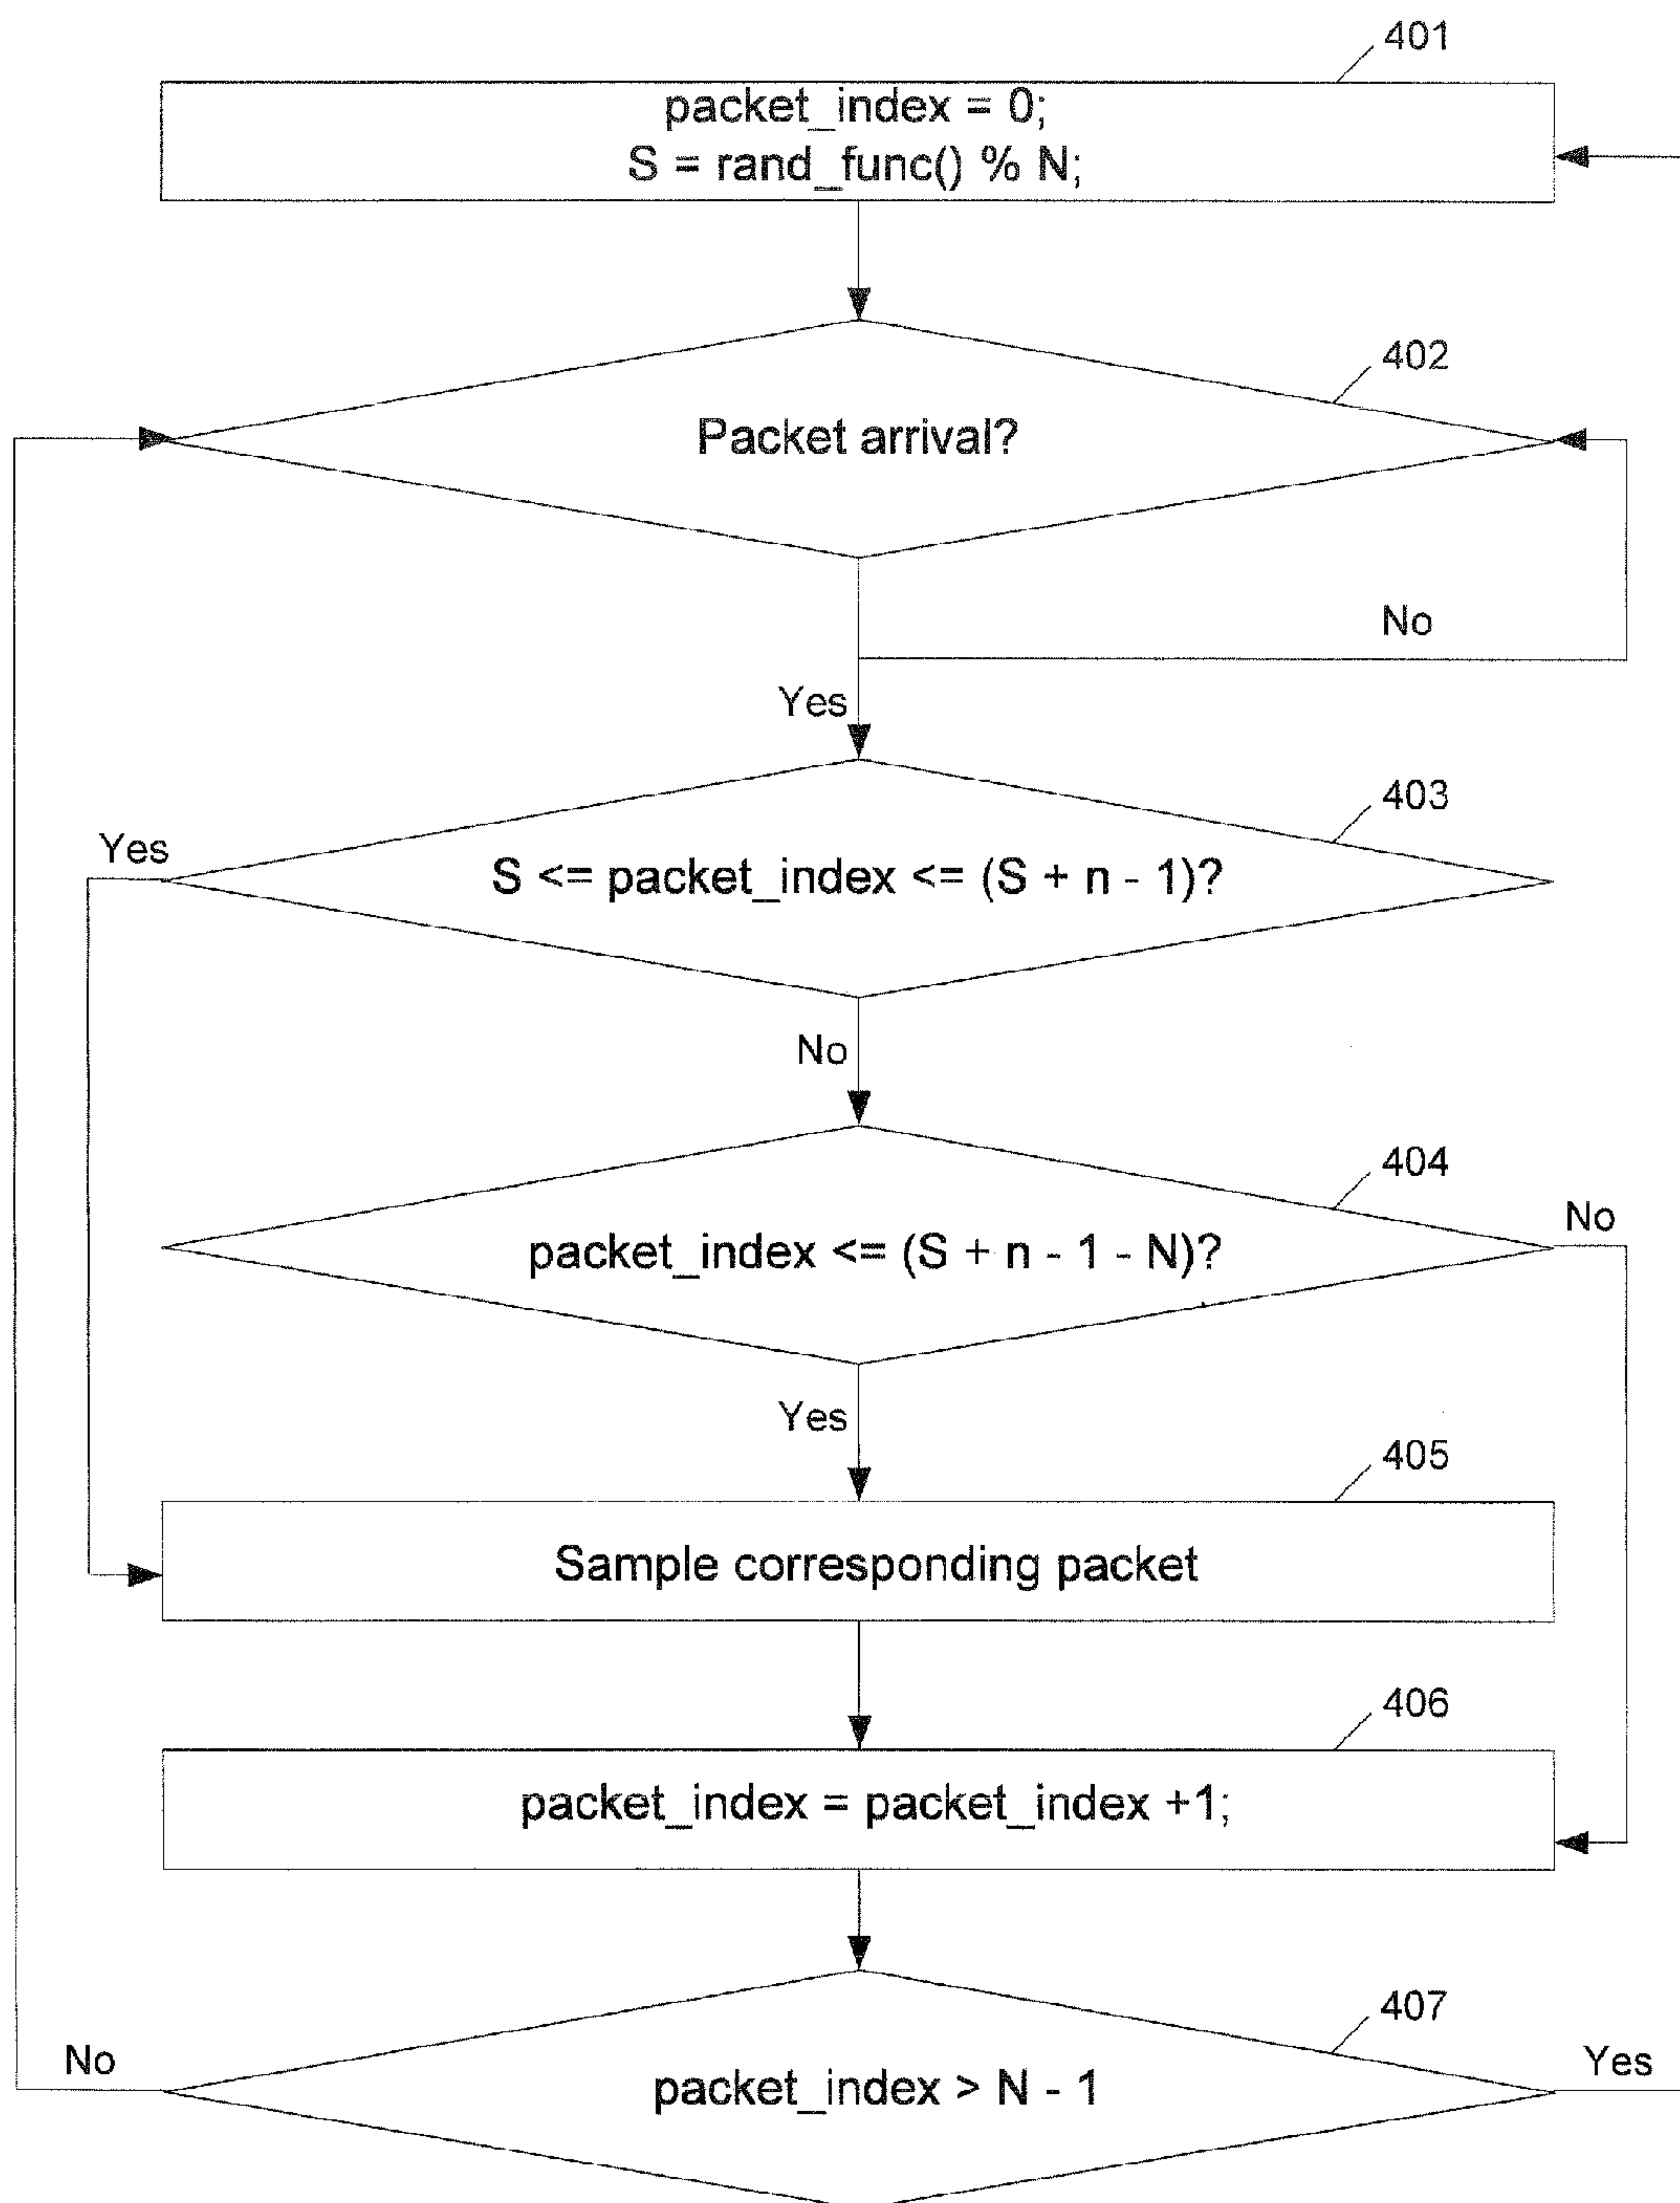 401
packet_index = 0;
S = rand_func() % N;
402
Packet arrival?
No
Yes
403
Yes
S <= packet_index <= (S + n - 1)?
No
404
No
packet_index <= (S + n - 1 - N)?
Yes
405
Sample corresponding packet
406
packet_index = packet_index +1;
407
No
Yes
packet_index > N - 1